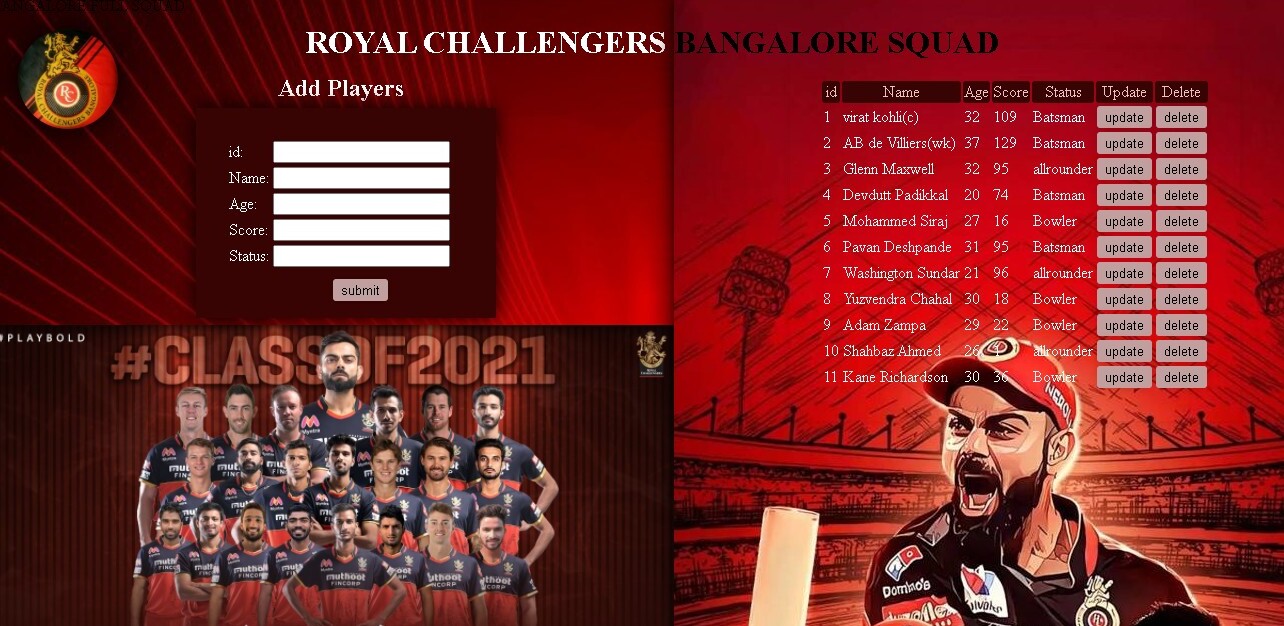 ROYAL CHALLENGERS BANGALORE SQUAD
Add Players
id:
Name:
Age:
Score:
Status:
submit
#PLAYBOLD
#CLASSOF2021
id Name Age Score Status Update Delete
1 virat kohli(c) 32 109 Batsman update delete
2 AB de Villiers(wk) 37 129 Batsman update delete
3 Glenn Maxwell 32 95 allrounder update delete
4 Devdutt Padikkal 20 74 Batsman update delete
5 Mohammed Siraj 27 16 Bowler update delete
6 Pavan Deshpande 31 95 Batsman update delete
7 Washington Sundar 21 96 allrounder update delete
8 Yuzvendra Chahal 30 18 Bowler update delete
9 Adam Zampa 29 22 Bowler update delete
10 Shahbaz Ahmed 26 allrounder update delete
11 Kane Richardson 30 36 Bowler update delete
muthoot
FINCORP
Domino's